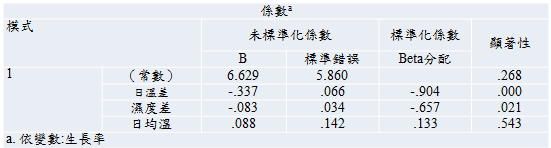 係數a
模式 未標準化係數 標準化係數 顯著性
B 標準錯誤 Beta分配
1 （常數） 6.629 5.860 .268
日溫差 -.337 .066 -.904 .000
濕度差 -.083 .034 -.657 .021
日均溫 .088 .142 .133 .543
a. 依變數:生長率